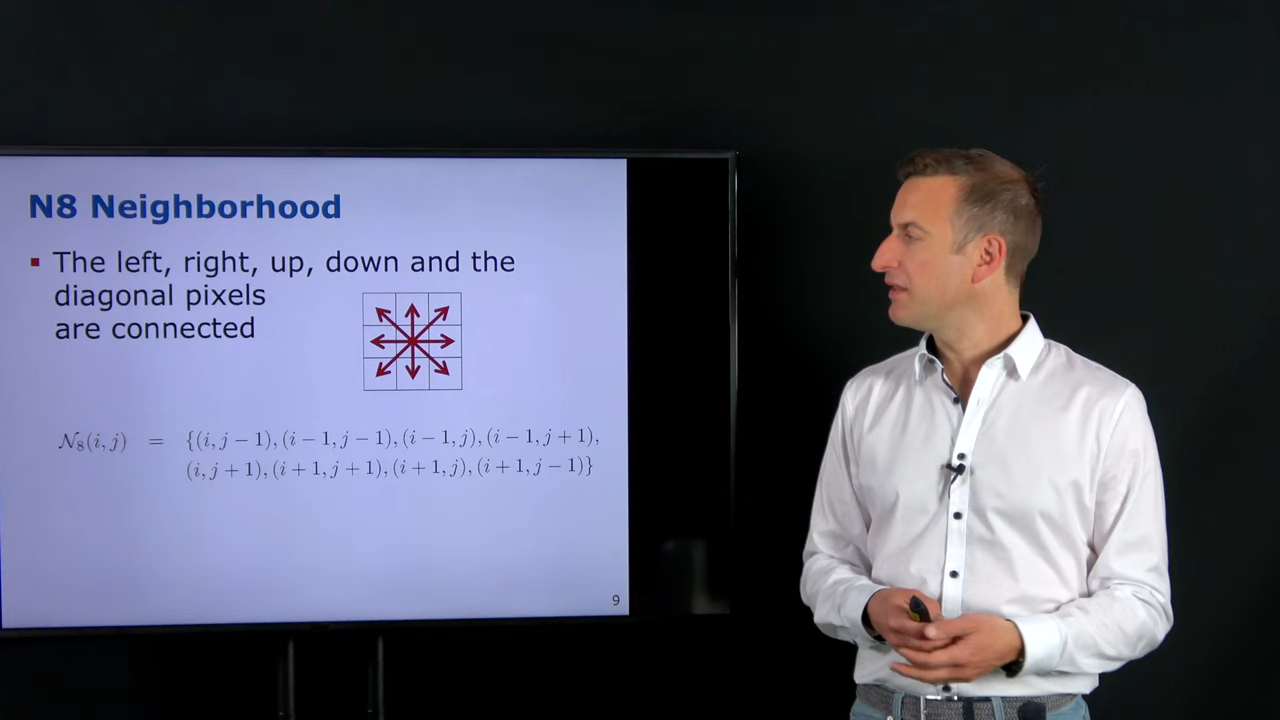 N8 Neighborhood
▪ The left, right, up, down and the
diagonal pixels
are connected
𝒩₈(i, j) = {(i, j − 1), (i − 1, j − 1), (i − 1, j), (i − 1, j + 1),
(i, j + 1), (i + 1, j + 1), (i + 1, j), (i + 1, j − 1)}
9